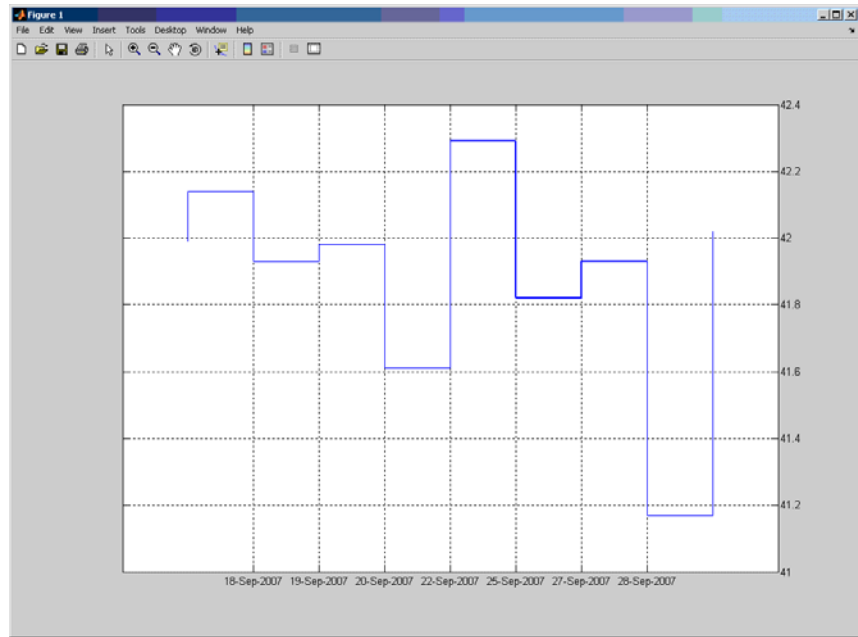 Figure 1
File Edit View Insert Tools Desktop Window Help
42.4
42.2
42
41.8
41.6
41.4
41.2
41
18-Sep-2007 19-Sep-2007 20-Sep-2007 22-Sep-2007 25-Sep-2007 27-Sep-2007 28-Sep-2007